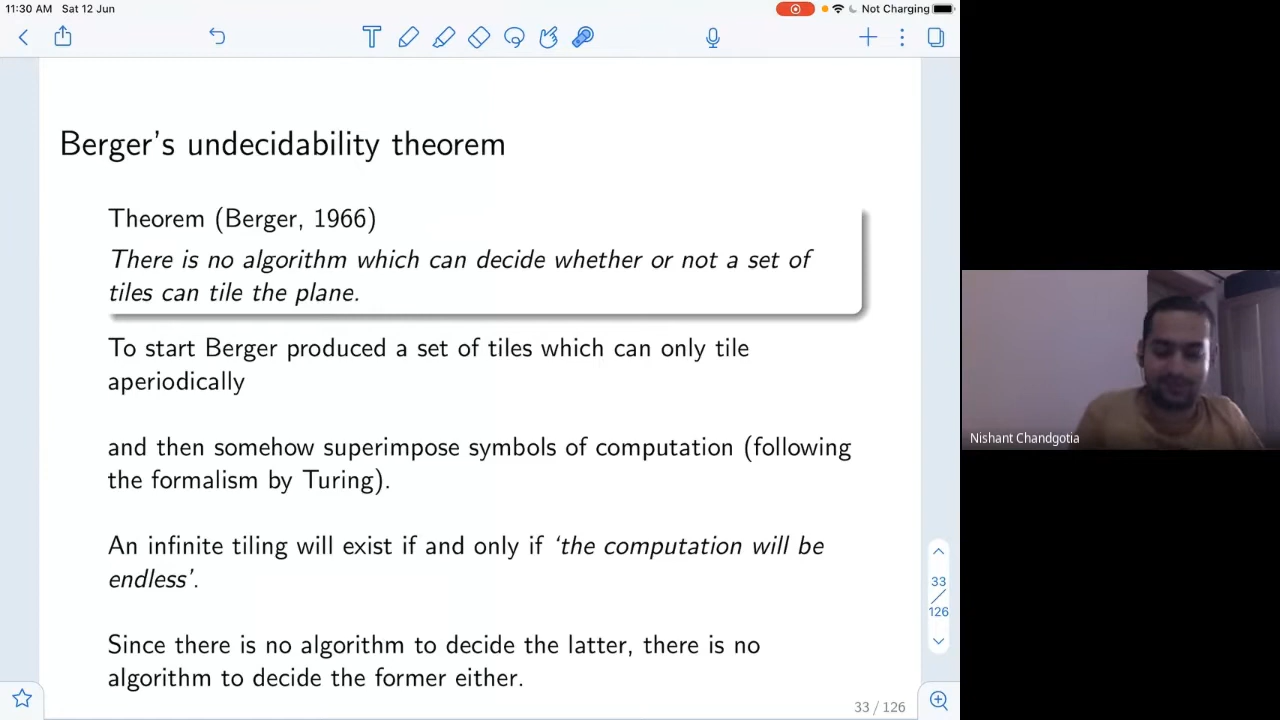 11:30 AM Sat 12 Jun
Not Charging
Berger's undecidability theorem
Theorem (Berger, 1966)
There is no algorithm which can decide whether or not a set of
tiles can tile the plane.
To start Berger produced a set of tiles which can only tile
aperiodically
and then somehow superimpose symbols of computation (following
the formalism by Turing).
An infinite tiling will exist if and only if ‘the computation will be
endless’.
Since there is no algorithm to decide the latter, there is no
algorithm to decide the former either.
33
126
33 / 126
Nishant Chandgotia